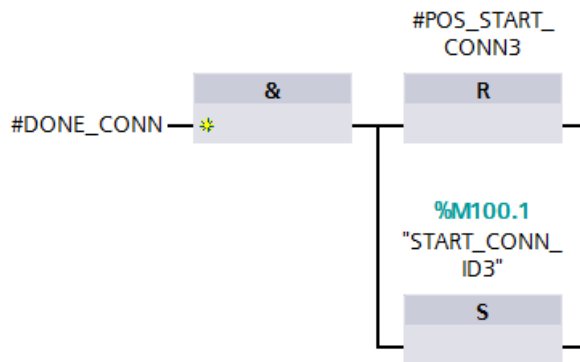 #POS_START_
CONN3
&
R
#DONE_CONN
%M100.1
"START_CONN_
ID3"
S